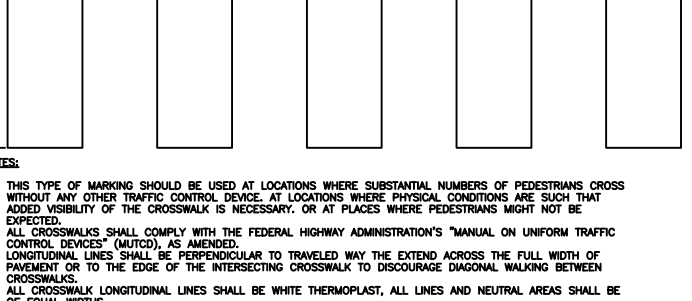 TES:
THIS TYPE OF MARKING SHOULD BE USED AT LOCATIONS WHERE SUBSTANTIAL NUMBERS OF PEDESTRIANS CROSS
WITHOUT ANY OTHER TRAFFIC CONTROL DEVICE. AT LOCATIONS WHERE PHYSICAL CONDITIONS ARE SUCH THAT
ADDED VISIBILITY OF THE CROSSWALK IS NECESSARY. OR AT PLACES WHERE PEDESTRIANS MIGHT NOT BE
EXPECTED.
ALL CROSSWALKS SHALL COMPLY WITH THE FEDERAL HIGHWAY ADMINISTRATION'S "MANUAL ON UNIFORM TRAFFIC
CONTROL DEVICES" (MUTCD), AS AMENDED.
LONGITUDINAL LINES SHALL BE PERPENDICULAR TO TRAVELED WAY THE EXTEND ACROSS THE FULL WIDTH OF
PAVEMENT OR TO THE EDGE OF THE INTERSECTING CROSSWALK TO DISCOURAGE DIAGONAL WALKING BETWEEN
CROSSWALKS.
ALL CROSSWALK LONGITUDINAL LINES SHALL BE WHITE THERMOPLAST, ALL LINES AND NEUTRAL AREAS SHALL BE
OF EQUAL WIDTHS